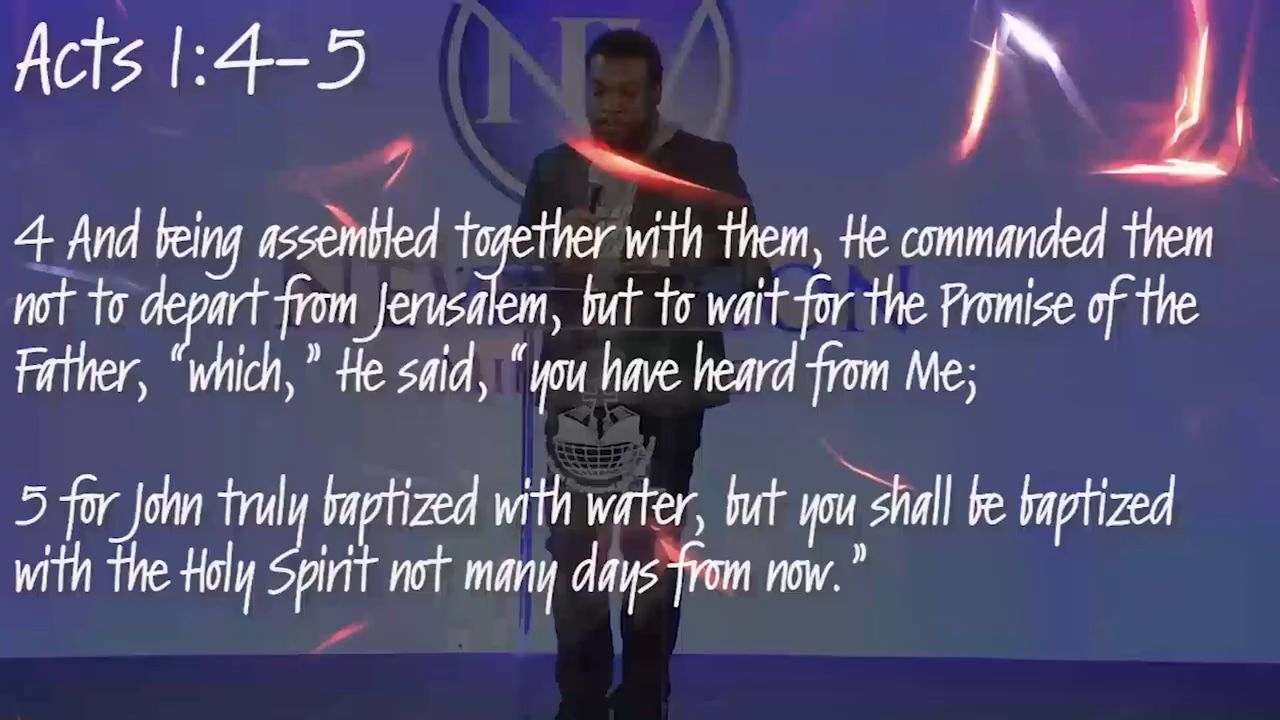 Acts 1:4-5
4 And being assembled together with them, He commanded them
not to depart from Jerusalem, but to wait for the Promise of the
Father, “which,” He said, “you have heard from Me;
5 for John truly baptized with water, but you shall be baptized
with the Holy Spirit not many days from now.”